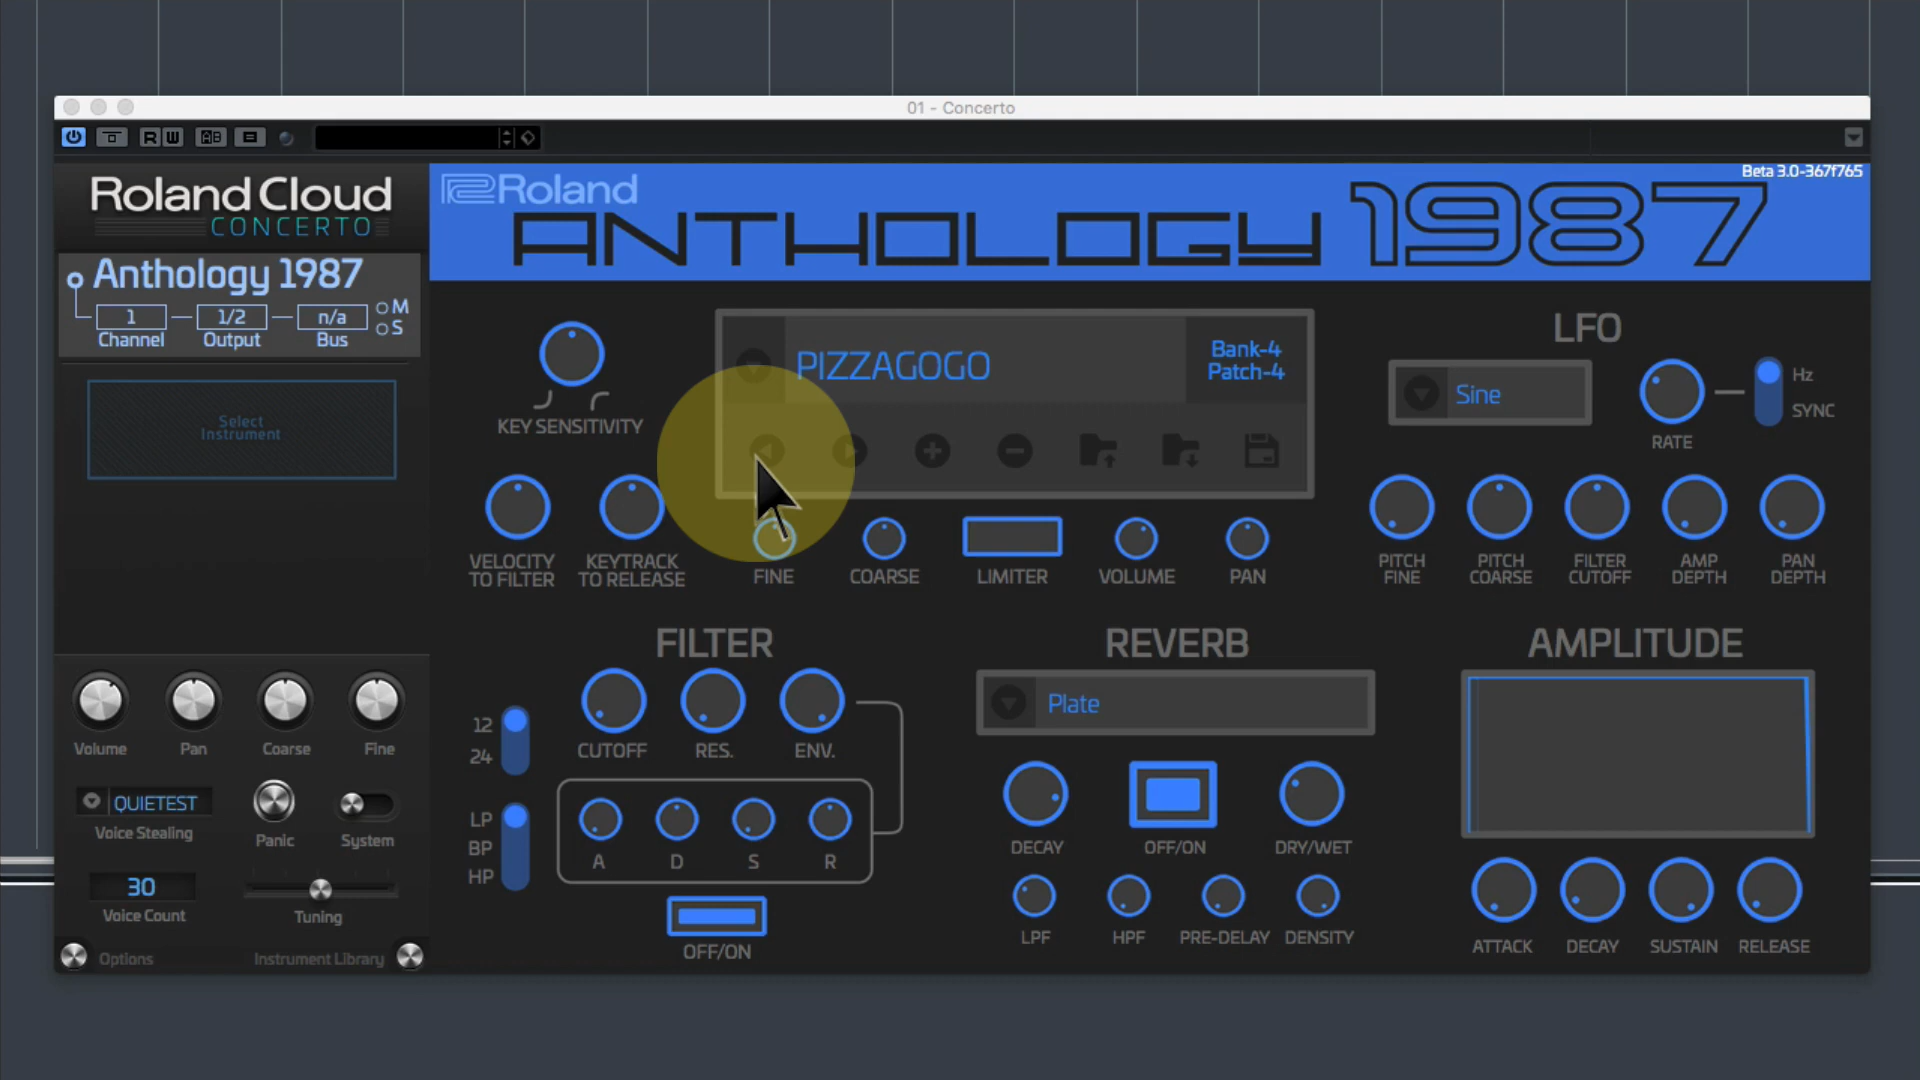 01 - Concerto
R W AB
Roland Cloud
CONCERTO
Anthology 1987
1
1/2
n/a
M
S
Channel
Output
Bus
Select
Instrument
Volume
Pan
Coarse
Fine
QUIETEST
Voice Stealing
Panic
System
30
Voice Count
Tuning
Options
Instrument Library
Beta 3.0-367f765
Roland
ANTHOLOGY 1987
KEY SENSITIVITY
VELOCITY
TO FILTER
KEYTRACK
TO RELEASE
PIZZAGOGO
Bank-4
Patch-4
FINE
COARSE
LIMITER
VOLUME
PAN
LFO
Sine
RATE
Hz
SYNC
PITCH
FINE
PITCH
COARSE
FILTER
CUTOFF
AMP
DEPTH
PAN
DEPTH
FILTER
12
24
LP
BP
HP
CUTOFF
RES.
ENV.
A
D
S
R
OFF/ON
REVERB
Plate
DECAY
OFF/ON
DRY/WET
LPF
HPF
PRE-DELAY
DENSITY
AMPLITUDE
ATTACK
DECAY
SUSTAIN
RELEASE